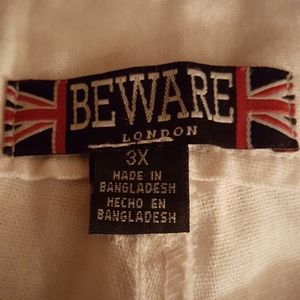 BEWARE
LONDON
3X
MADE IN
BANGLADESH
HECHO EN
BANGLADESH